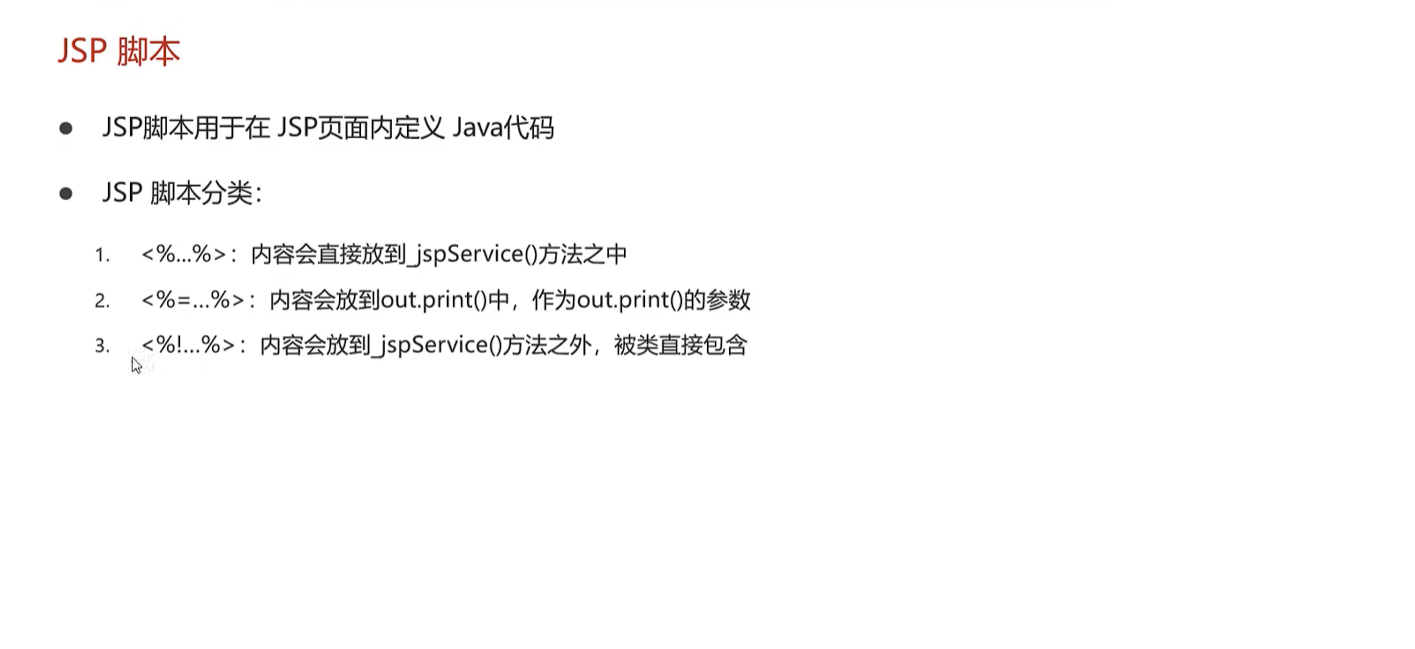 JSP 脚本
● JSP脚本用于在 JSP页面内定义 Java代码
● JSP 脚本分类：
1. <%...%>：内容会直接放到_jspService()方法之中
2. <%=...%>：内容会放到out.print()中，作为out.print()的参数
3. <%!...%>：内容会放到_jspService()方法之外，被类直接包含